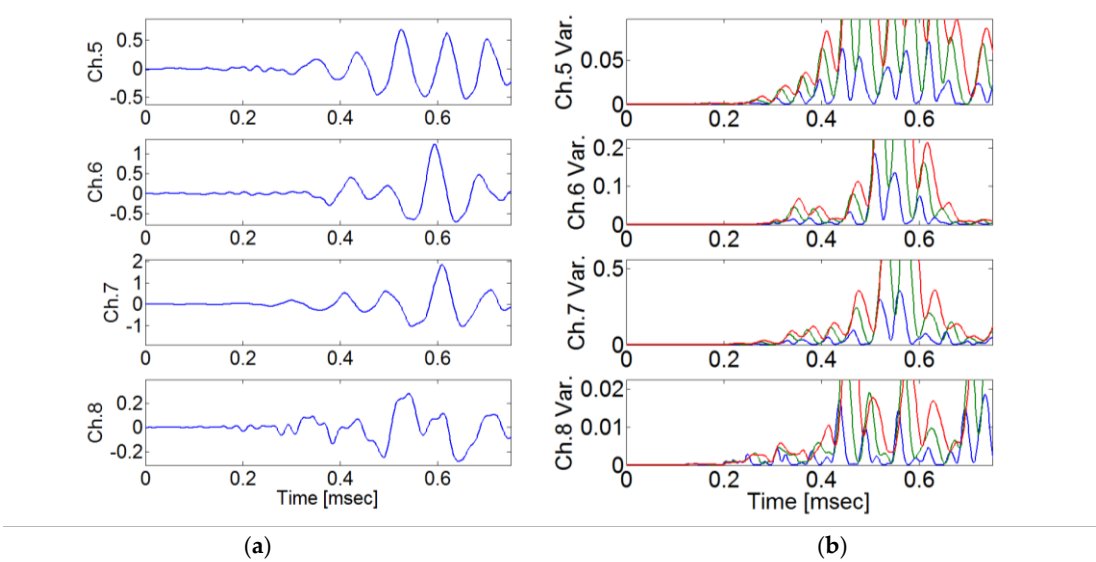 Ch.5
0.5
0
-0.5
0 0.2 0.4 0.6
Ch.6
1
0.5
0
-0.5
0 0.2 0.4 0.6
Ch.7
2
1
0
-1
0 0.2 0.4 0.6
Ch.8
0.2
0
-0.2
0 0.2 0.4 0.6
Time [msec]
(a)
Ch.5 Var.
0.05
0
0 0.2 0.4 0.6
Ch.6 Var.
0.2
0.1
0
0 0.2 0.4 0.6
Ch.7 Var.
0.5
0
0 0.2 0.4 0.6
Ch.8 Var.
0.02
0.01
0
0 0.2 0.4 0.6
Time [msec]
(b)